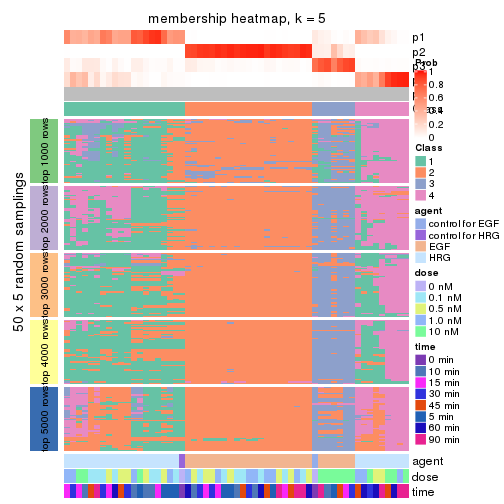 membership heatmap, k = 5
p1
p2
p3
Prob
1
0.8
0.6
0.4
0.2
0
Class
1
2
3
4
agent
control for EGF
control for HRG
EGF
HRG
dose
0 nM
0.1 nM
0.5 nM
1.0 nM
10 nM
time
0 min
10 min
15 min
30 min
45 min
5 min
60 min
90 min
50 x 5 random samplings
top 1000 rows
top 2000 rows
top 3000 rows
top 4000 rows
top 5000 rows
agent
dose
time